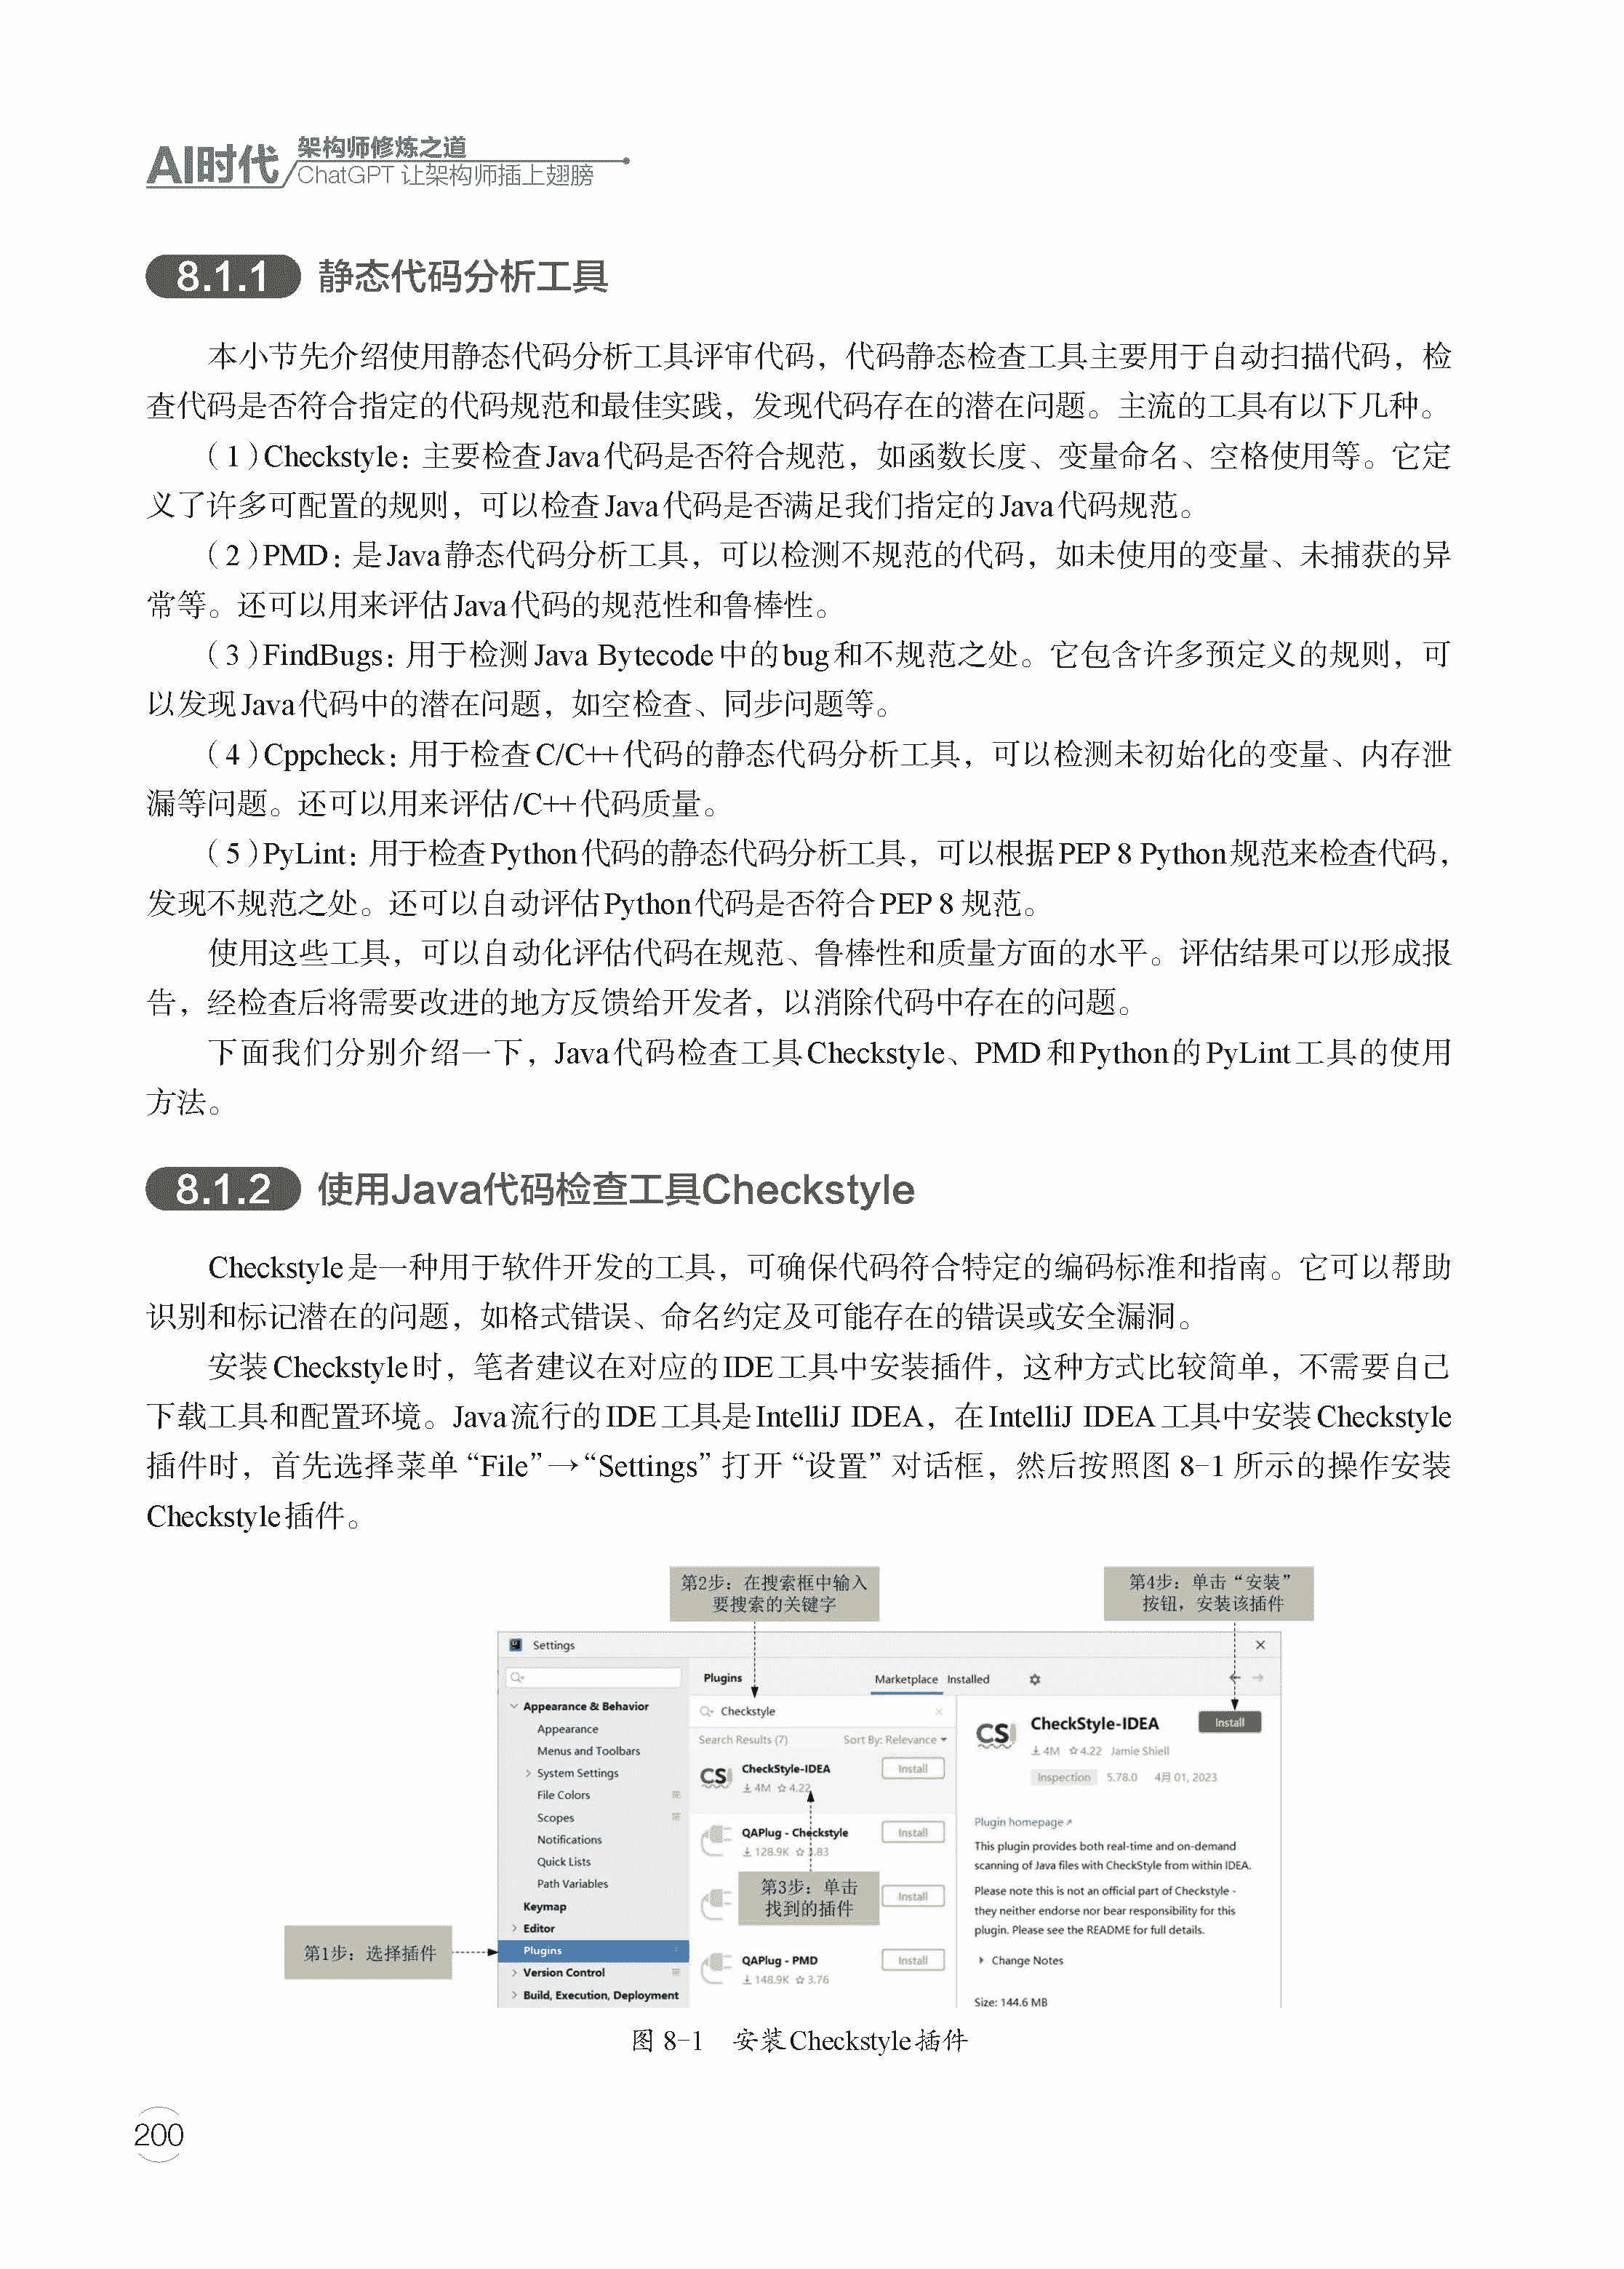 AI时代 架构师修炼之道
ChatGPT 让架构师插上翅膀
8.1.1 静态代码分析工具
本小节先介绍使用静态代码分析工具评审代码，代码静态检查工具主要用于自动扫描代码，检
查代码是否符合指定的代码规范和最佳实践，发现代码存在的潜在问题。主流的工具有以下几种。
（1）Checkstyle：主要检查Java代码是否符合规范，如函数长度、变量命名、空格使用等。它定
义了许多可配置的规则，可以检查Java代码是否满足我们指定的Java代码规范。
（2）PMD：是Java静态代码分析工具，可以检测不规范的代码，如未使用的变量、未捕获的异
常等。还可以用来评估Java代码的规范性和鲁棒性。
（3）FindBugs：用于检测Java Bytecode中的bug和不规范之处。它包含许多预定义的规则，可
以发现Java代码中的潜在问题，如空检查、同步问题等。
（4）Cppcheck：用于检查C/C++代码的静态代码分析工具，可以检测未初始化的变量、内存泄
漏等问题。还可以用来评估/C++代码质量。
（5）PyLint：用于检查Python代码的静态代码分析工具，可以根据PEP 8 Python规范来检查代码，
发现不规范之处。还可以自动评估Python代码是否符合PEP 8 规范。
使用这些工具，可以自动化评估代码在规范、鲁棒性和质量方面的水平。评估结果可以形成报
告，经检查后将需要改进的地方反馈给开发者，以消除代码中存在的问题。
下面我们分别介绍一下，Java代码检查工具Checkstyle、PMD和Python的PyLint工具的使用
方法。
8.1.2 使用Java代码检查工具Checkstyle
Checkstyle是一种用于软件开发的工具，可确保代码符合特定的编码标准和指南。它可以帮助
识别和标记潜在的问题，如格式错误、命名约定及可能存在的错误或安全漏洞。
安装Checkstyle时，笔者建议在对应的IDE工具中安装插件，这种方式比较简单，不需要自己
下载工具和配置环境。Java流行的IDE工具是IntelliJ IDEA，在IntelliJ IDEA工具中安装Checkstyle
插件时，首先选择菜单“File”→“Settings”打开“设置”对话框，然后按照图 8-1 所示的操作安装
Checkstyle插件。
第2步：在搜索框中输入
要搜索的关键字
第4步：单击“安装”
按钮，安装该插件
Settings
Plugins
Marketplace Installed
Appearance & Behavior
Appearance
Menus and Toolbars
System Settings
File Colors
Scopes
Notifications
Quick Lists
Path Variables
Keymap
Editor
Plugins
Version Control
Build, Execution, Deployment
第1步：选择插件
Checkstyle
Search Results (7) Sort By: Relevance
CheckStyle-IDEA Install
4M 4.22
QAPlug - Checkstyle Install
128.9K 3.83
第3步：单击
找到的插件
Install
QAPlug - PMD Install
148.9K 3.76
CS CheckStyle-IDEA Install
4M 4.22 Jamie Shiell
Inspection 5.78.0 4月 01, 2023
Plugin homepage
This plugin provides both real-time and on-demand
scanning of Java files with CheckStyle from within IDEA.
Please note this is not an official part of Checkstyle -
they neither endorse nor bear responsibility for this
plugin. Please see the README for full details.
Change Notes
Size: 144.6 MB
图 8-1 安装Checkstyle插件
200